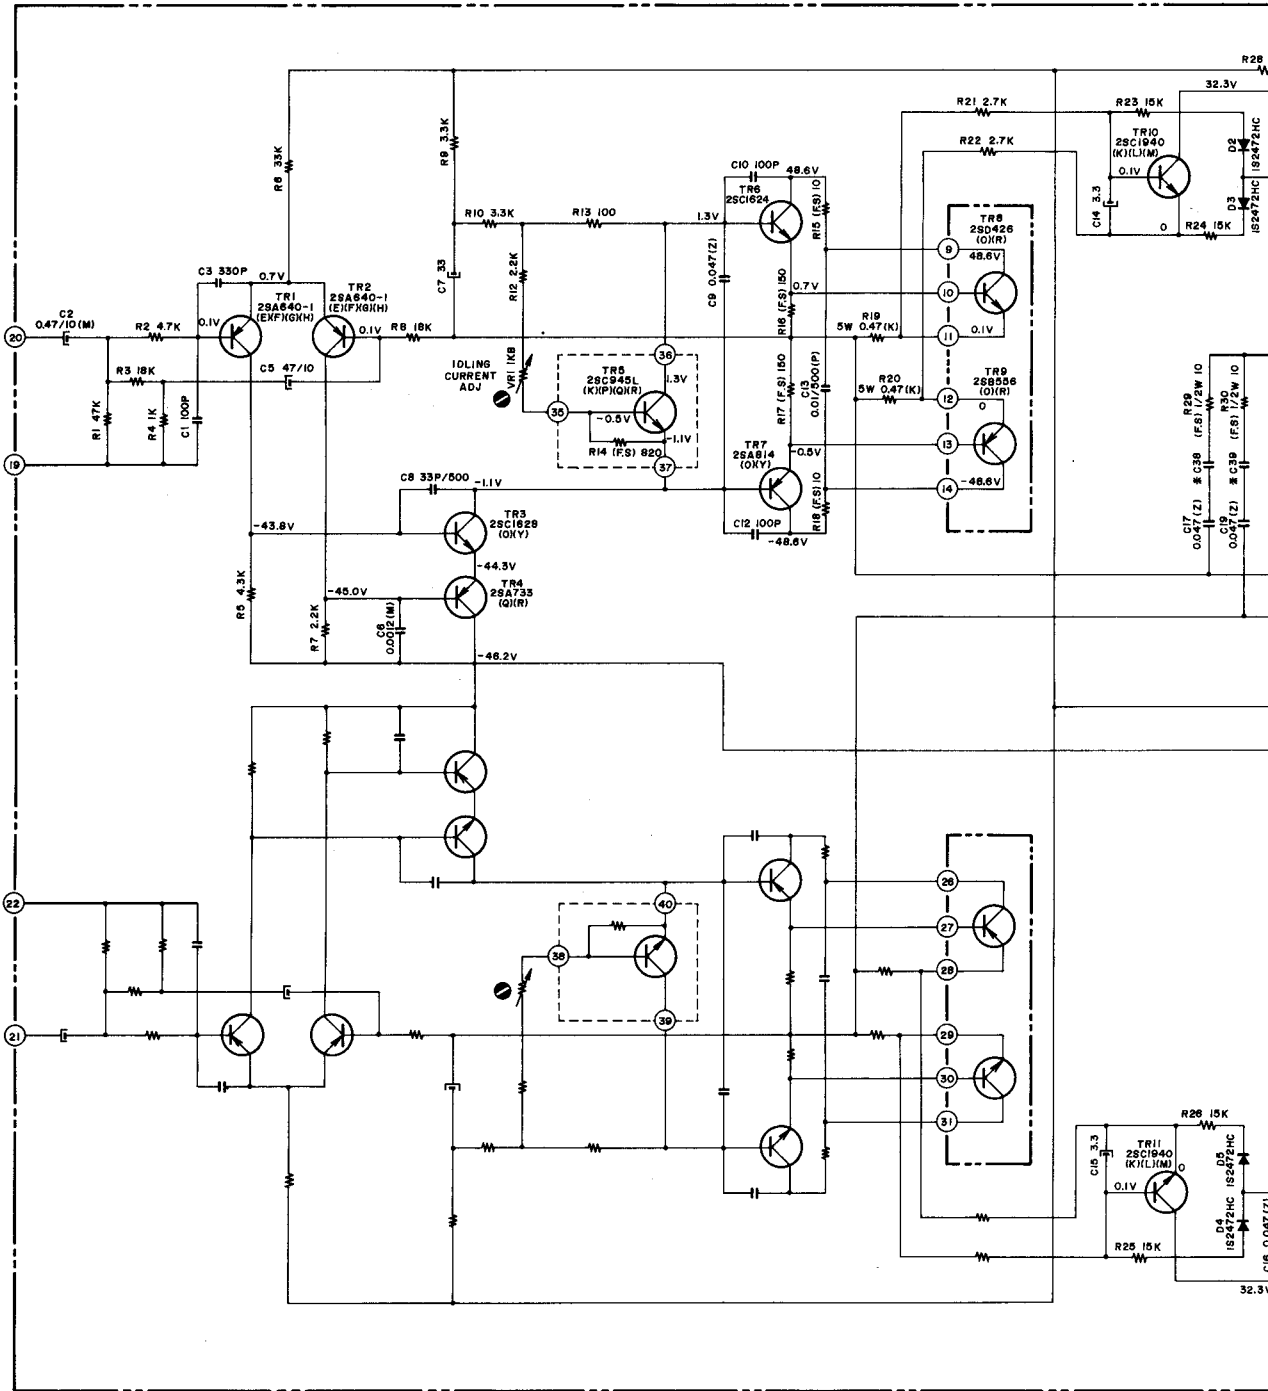 R28
32.3V
R21 2.7K
R23 15K
TR10
2SC1940
(K)(L)(M)
D2
1S2472HC
R22 2.7K
0.1V
C14 3.3
D3
1S2472HC
R24 15K
0
R6 33K
R9 3.3K
C10 100P
48.6V
TR6
2SC1624
R15 (F.S) 10
R10 3.3K
R13 100
1.3V
TR8
2SD426
(O)(R)
9
48.6V
C3 330P
0.7V
C7 33
R12 2.2K
C9 0.047(Z)
0.7V
10
TR1
2SA640-1
(E)(F)(G)(H)
TR2
2SA640-1
(E)(F)(G)(H)
C2
0.47/10(M)
R2 4.7K
0.1V
0.1V
R8 18K
R16 (F.S) 150
R19
5W 0.47(K)
11
0.1V
20
R3 18K
C5 47/10
IDLING
CURRENT
ADJ
VR1 1KB
36
TR5
2SC945L
(K)(P)(Q)(R)
1.3V
R17 (F.S) 150
C13
0.01/500(P)
R20
5W 0.47(K)
TR9
2SB556
(O)(R)
12
0
R29
(F.S) 1/2W 10
R30
(F.S) 1/2W 10
R1 47K
R4 1K
C1 100P
35
-0.5V
-1.1V
R14 (F.S) 820
TR7
2SA814
(O)(Y)
-0.5V
13
19
37
C8 33P/500
-1.1V
R18 (F.S) 10
14
-48.6V
C17
0.047(Z)
* C38
C19
0.047(Z)
* C39
-43.8V
TR3
2SC1628
(O)(Y)
C12 100P
-48.6V
-44.3V
R5 4.3K
-45.0V
TR4
2SA733
(Q)(R)
R7 2.2K
C6
0.0012(M)
-46.2V
26
22
40
27
38
28
21
39
29
30
31
R26 15K
C15 3.3
TR11
2SC1940
(K)(L)(M)
0
D5
1S2472HC
0.1V
D4
1S2472HC
R25 15K
C16 0.047(Z)
32.3V